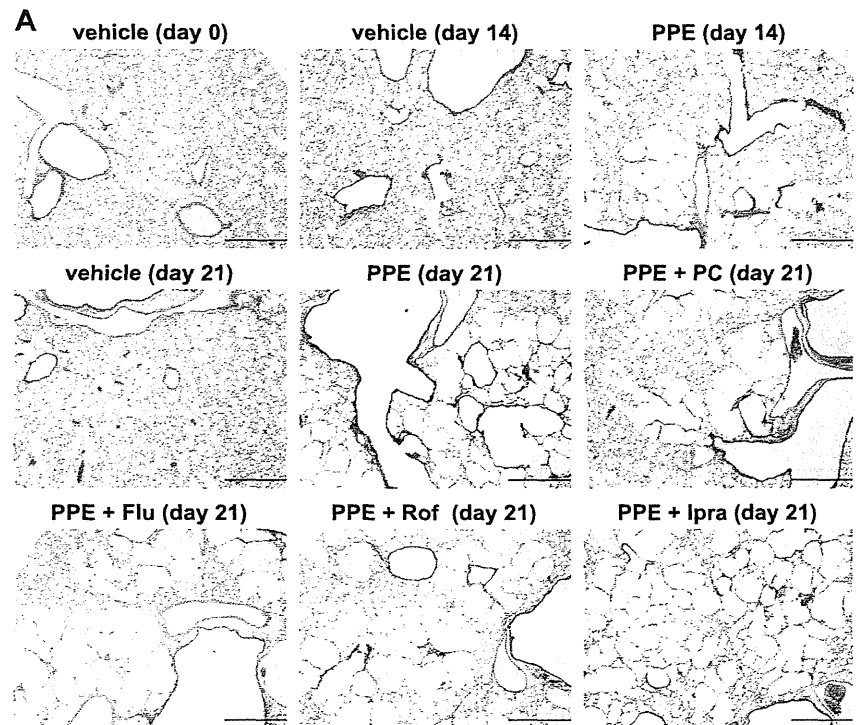 A
vehicle (day 0) vehicle (day 14) PPE (day 14)
vehicle (day 21) PPE (day 21) PPE + PC (day 21)
PPE + Flu (day 21) PPE + Rof (day 21) PPE + Ipra (day 21)